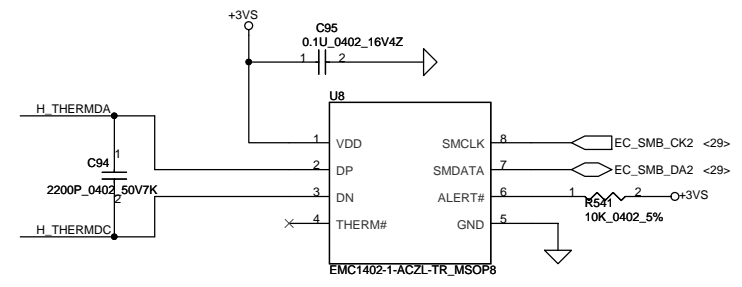 +3VS
C95
0.1U_0402_16V4Z
1 2
U8
H_THERMDA
1 VDD SMCLK 8 EC_SMB_CK2 <29>
C94 1
2 DP SMDATA 7 EC_SMB_DA2 <29>
2200P_0402_50V7K
2
3 DN ALERT# 6 1 2 +3VS
R541
10K_0402_5%
4 THERM# GND 5
H_THERMDC
EMC1402-1-ACZL-TR_MSOP8